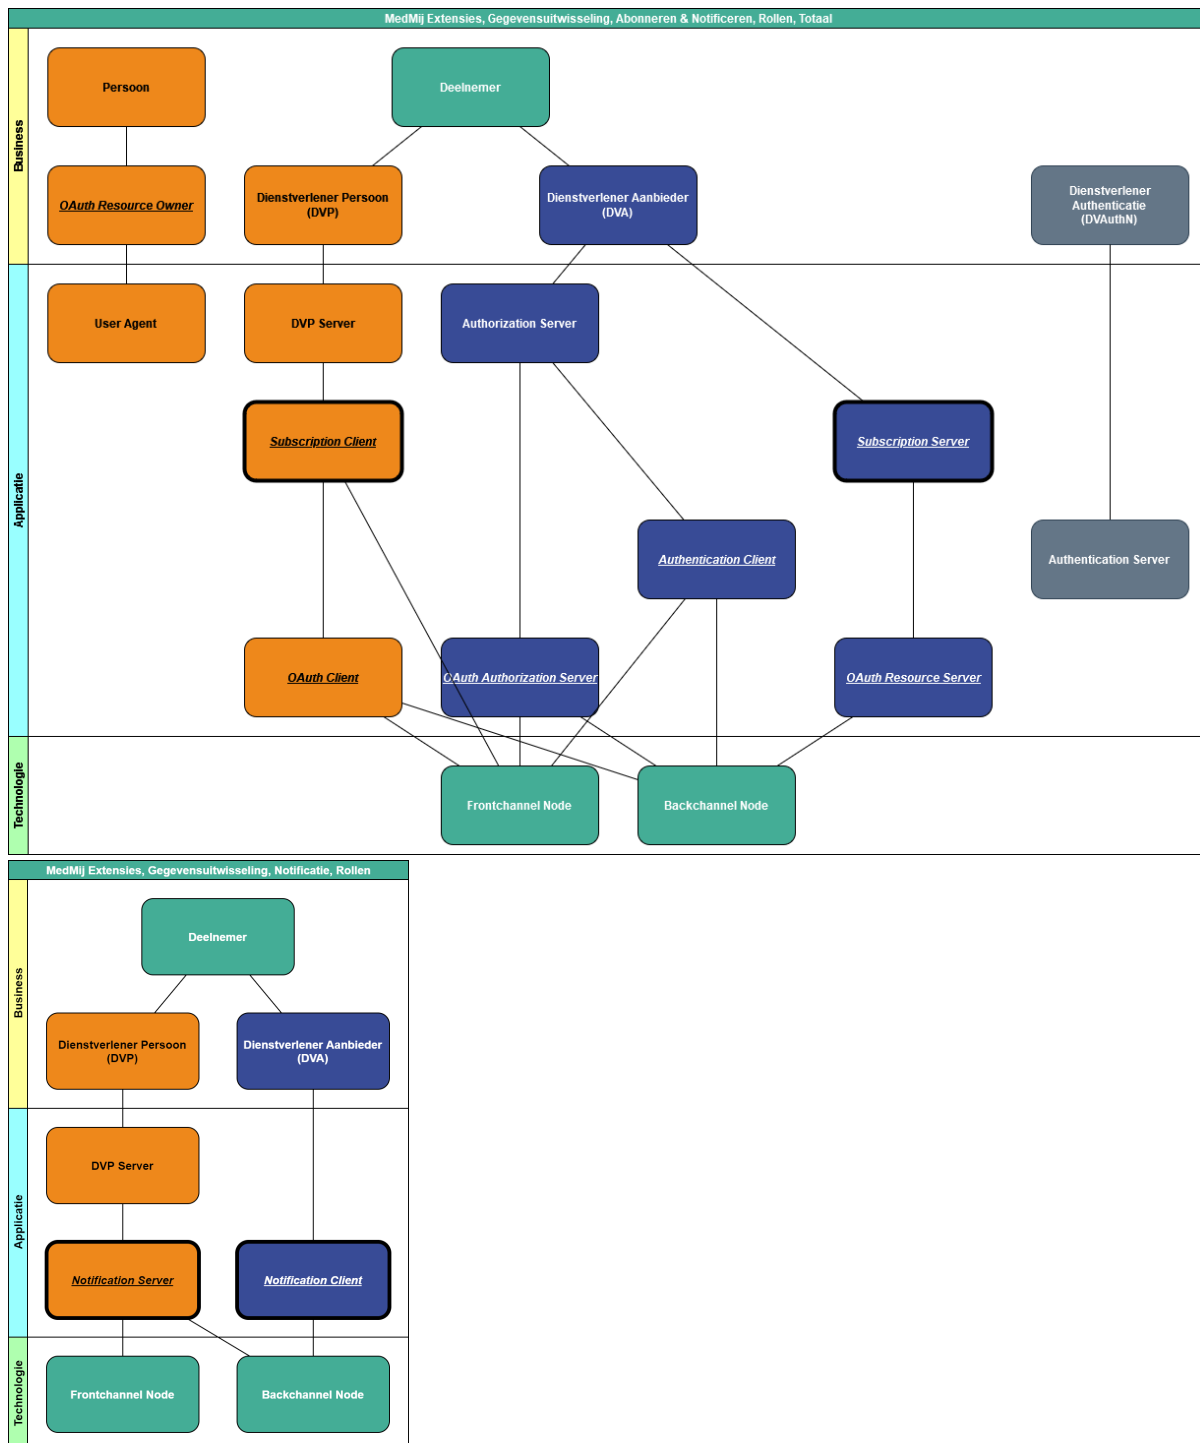 MedMij Extensies, Gegevensuitwisseling, Abonneren & Notificeren, Rollen, Totaal
Business
Persoon
Deelnemer
OAuth Resource Owner
Dienstverlener Persoon
(DVP)
Dienstverlener Aanbieder
(DVA)
Dienstverlener
Authenticatie
(DVAuthN)
Applicatie
User Agent
DVP Server
Authorization Server
Subscription Client
Subscription Server
Authentication Client
Authentication Server
OAuth Client
OAuth Authorization Server
OAuth Resource Server
Technologie
Frontchannel Node
Backchannel Node
MedMij Extensies, Gegevensuitwisseling, Notificatie, Rollen
Business
Deelnemer
Dienstverlener Persoon
(DVP)
Dienstverlener Aanbieder
(DVA)
Applicatie
DVP Server
Notification Server
Notification Client
Technologie
Frontchannel Node
Backchannel Node